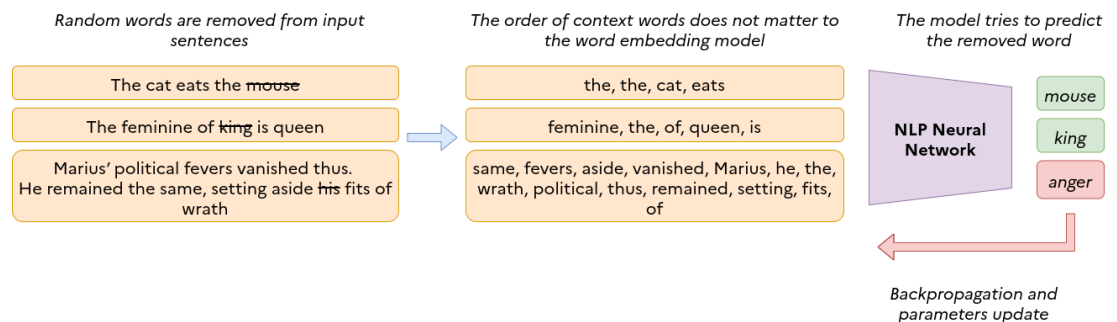 Random words are removed from input
sentences
The cat eats the mouse
The feminine of king is queen
Marius' political fevers vanished thus.
He remained the same, setting aside his fits of
wrath
The order of context words does not matter to
the word embedding model
the, the, cat, eats
feminine, the, of, queen, is
same, fevers, aside, vanished, Marius, he, the,
wrath, political, thus, remained, setting, fits,
of
The model tries to predict
the removed word
NLP Neural
Network
mouse
king
anger
Backpropagation and
parameters update